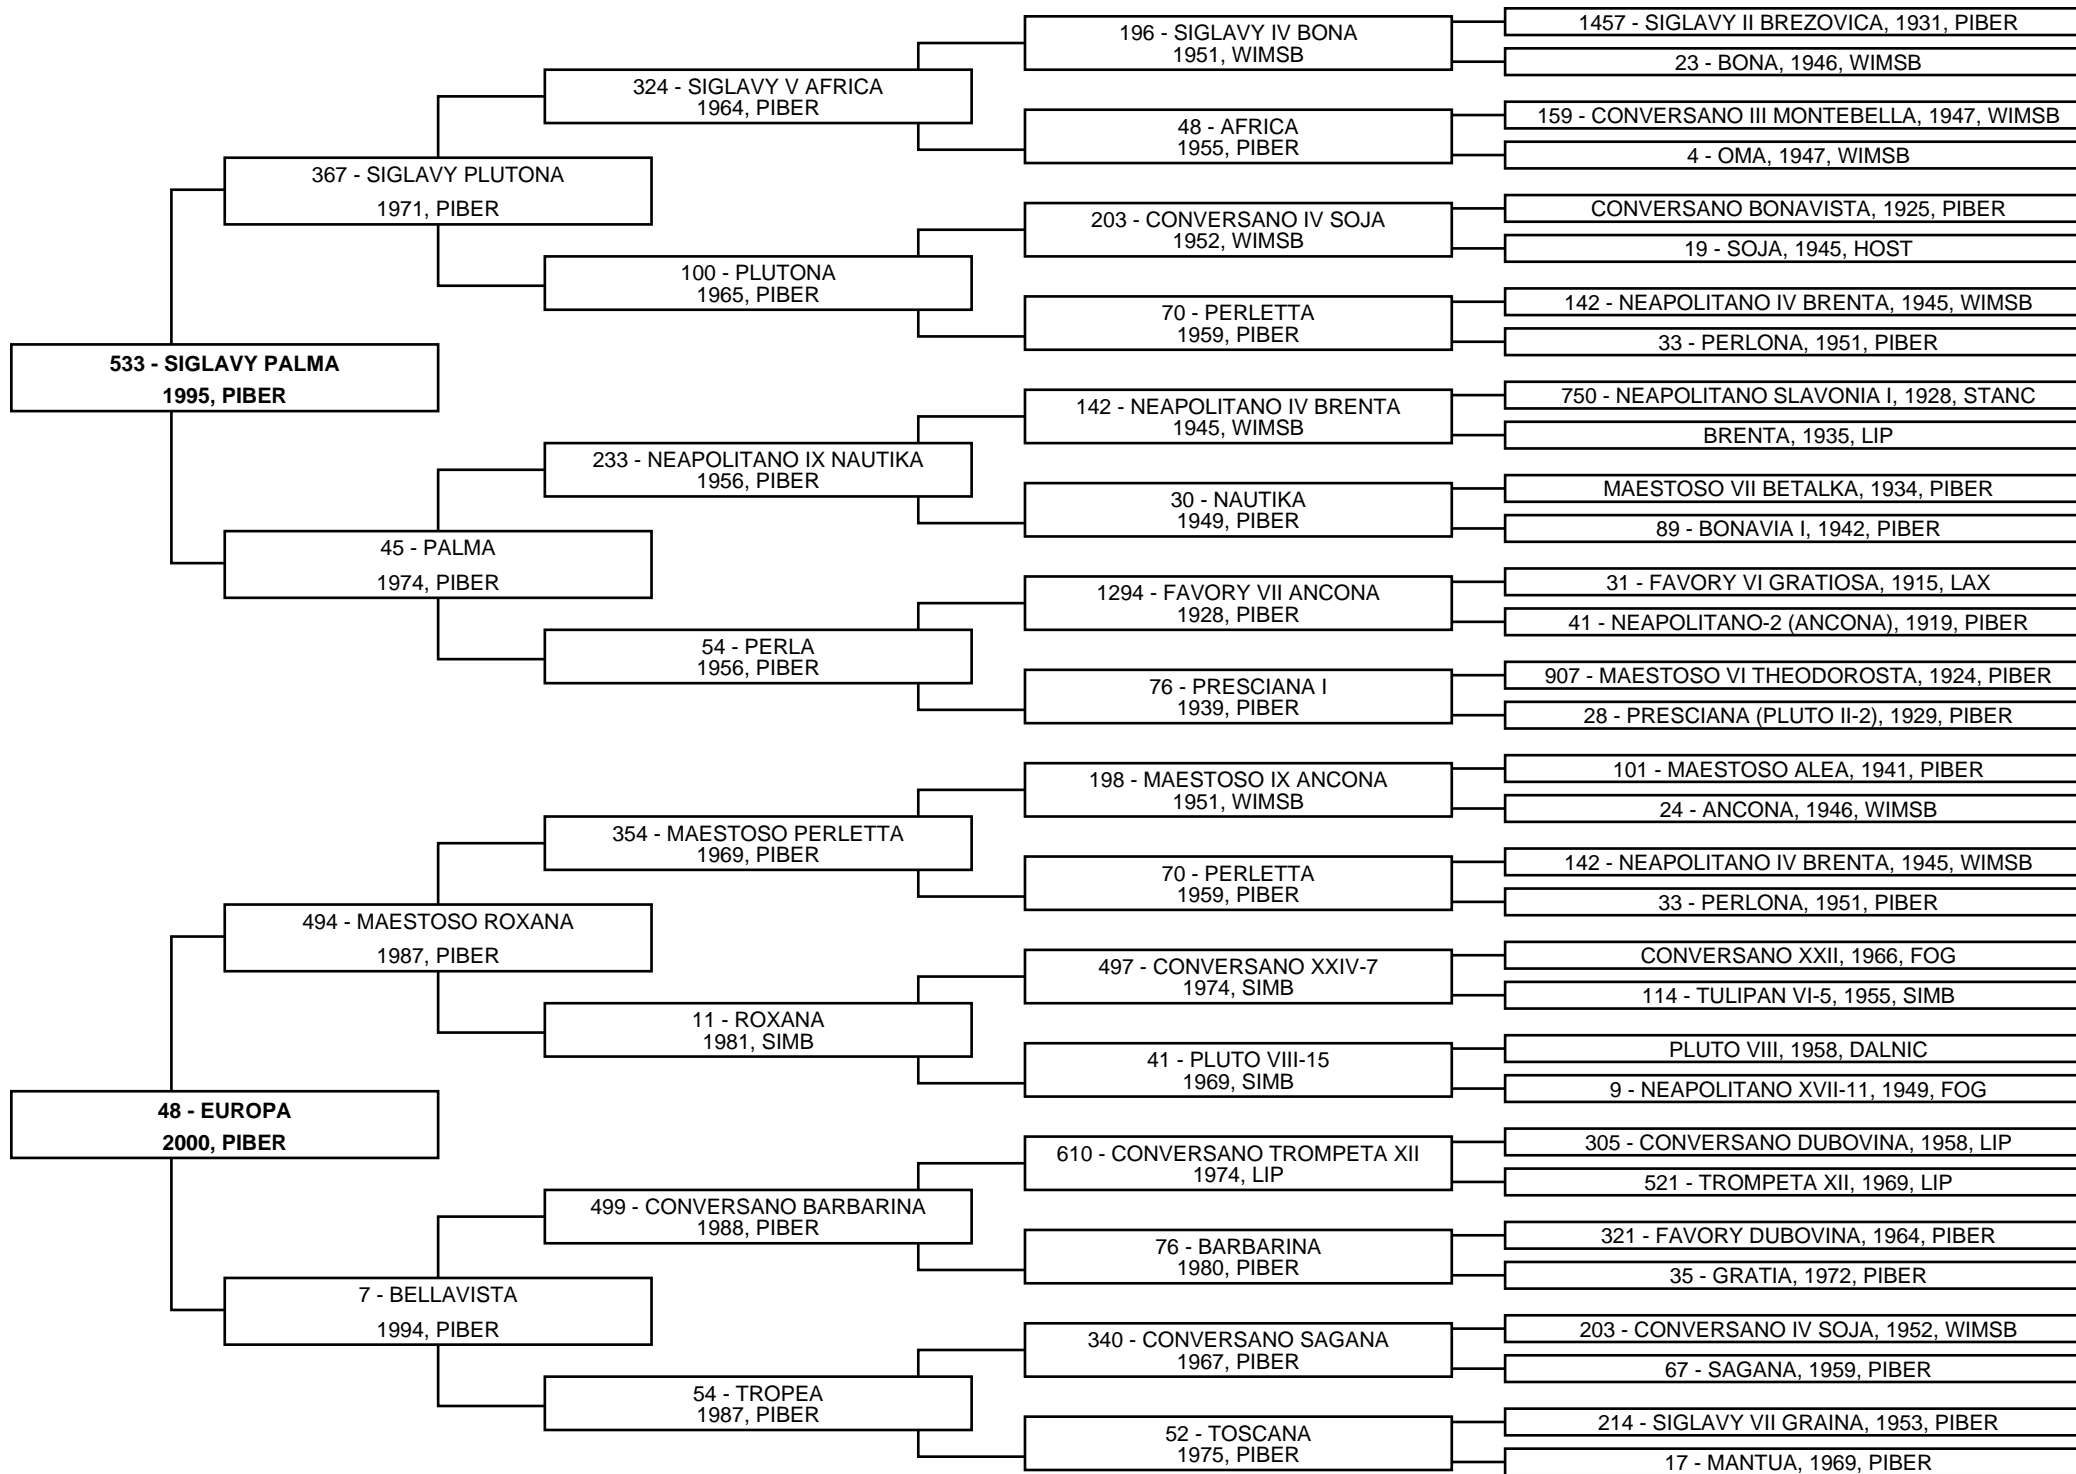 1457 - SIGLAVY II BREZOVICA, 1931, PIBER
196 - SIGLAVY IV BONA
1951, WIMSB
23 - BONA, 1946, WIMSB
324 - SIGLAVY V AFRICA
1964, PIBER
159 - CONVERSANO III MONTEBELLA, 1947, WIMSB
48 - AFRICA
1955, PIBER
4 - OMA, 1947, WIMSB
367 - SIGLAVY PLUTONA
1971, PIBER
CONVERSANO BONAVISTA, 1925, PIBER
203 - CONVERSANO IV SOJA
1952, WIMSB
19 - SOJA, 1945, HOST
100 - PLUTONA
1965, PIBER
142 - NEAPOLITANO IV BRENTA, 1945, WIMSB
70 - PERLETTA
1959, PIBER
33 - PERLONA, 1951, PIBER
533 - SIGLAVY PALMA
1995, PIBER
750 - NEAPOLITANO SLAVONIA I, 1928, STANC
142 - NEAPOLITANO IV BRENTA
1945, WIMSB
BRENTA, 1935, LIP
233 - NEAPOLITANO IX NAUTIKA
1956, PIBER
MAESTOSO VII BETALKA, 1934, PIBER
30 - NAUTIKA
1949, PIBER
89 - BONAVIA I, 1942, PIBER
45 - PALMA
1974, PIBER
31 - FAVORY VI GRATIOSA, 1915, LAX
1294 - FAVORY VII ANCONA
1928, PIBER
41 - NEAPOLITANO-2 (ANCONA), 1919, PIBER
54 - PERLA
1956, PIBER
907 - MAESTOSO VI THEODOROSTA, 1924, PIBER
76 - PRESCIANA I
1939, PIBER
28 - PRESCIANA (PLUTO II-2), 1929, PIBER
101 - MAESTOSO ALEA, 1941, PIBER
198 - MAESTOSO IX ANCONA
1951, WIMSB
24 - ANCONA, 1946, WIMSB
354 - MAESTOSO PERLETTA
1969, PIBER
142 - NEAPOLITANO IV BRENTA, 1945, WIMSB
70 - PERLETTA
1959, PIBER
33 - PERLONA, 1951, PIBER
494 - MAESTOSO ROXANA
1987, PIBER
CONVERSANO XXII, 1966, FOG
497 - CONVERSANO XXIV-7
1974, SIMB
114 - TULIPAN VI-5, 1955, SIMB
11 - ROXANA
1981, SIMB
PLUTO VIII, 1958, DALNIC
41 - PLUTO VIII-15
1969, SIMB
9 - NEAPOLITANO XVII-11, 1949, FOG
48 - EUROPA
2000, PIBER
305 - CONVERSANO DUBOVINA, 1958, LIP
610 - CONVERSANO TROMPETA XII
1974, LIP
521 - TROMPETA XII, 1969, LIP
499 - CONVERSANO BARBARINA
1988, PIBER
321 - FAVORY DUBOVINA, 1964, PIBER
76 - BARBARINA
1980, PIBER
35 - GRATIA, 1972, PIBER
7 - BELLAVISTA
1994, PIBER
203 - CONVERSANO IV SOJA, 1952, WIMSB
340 - CONVERSANO SAGANA
1967, PIBER
67 - SAGANA, 1959, PIBER
54 - TROPEA
1987, PIBER
214 - SIGLAVY VII GRAINA, 1953, PIBER
52 - TOSCANA
1975, PIBER
17 - MANTUA, 1969, PIBER